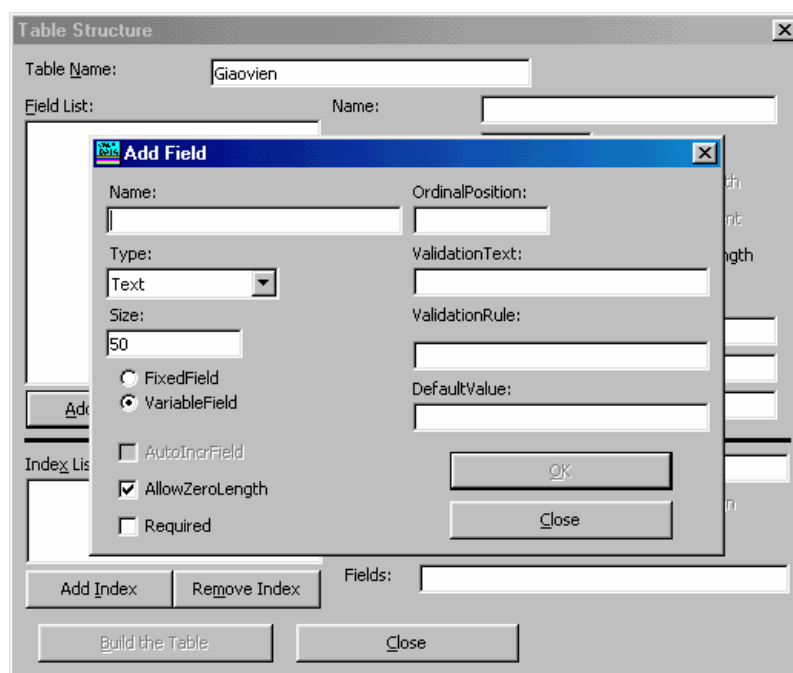 Table Structure
Table Name:
Giaovien
Field List:
Name:
Add Field
Name:
OrdinalPosition:
Type:
ValidationText:
Text
Size:
ValidationRule:
50
FixedField
DefaultValue:
VariableField
AutoIncrField
OK
AllowZeroLength
Close
Required
Add Index
Remove Index
Fields:
Build the Table
Close